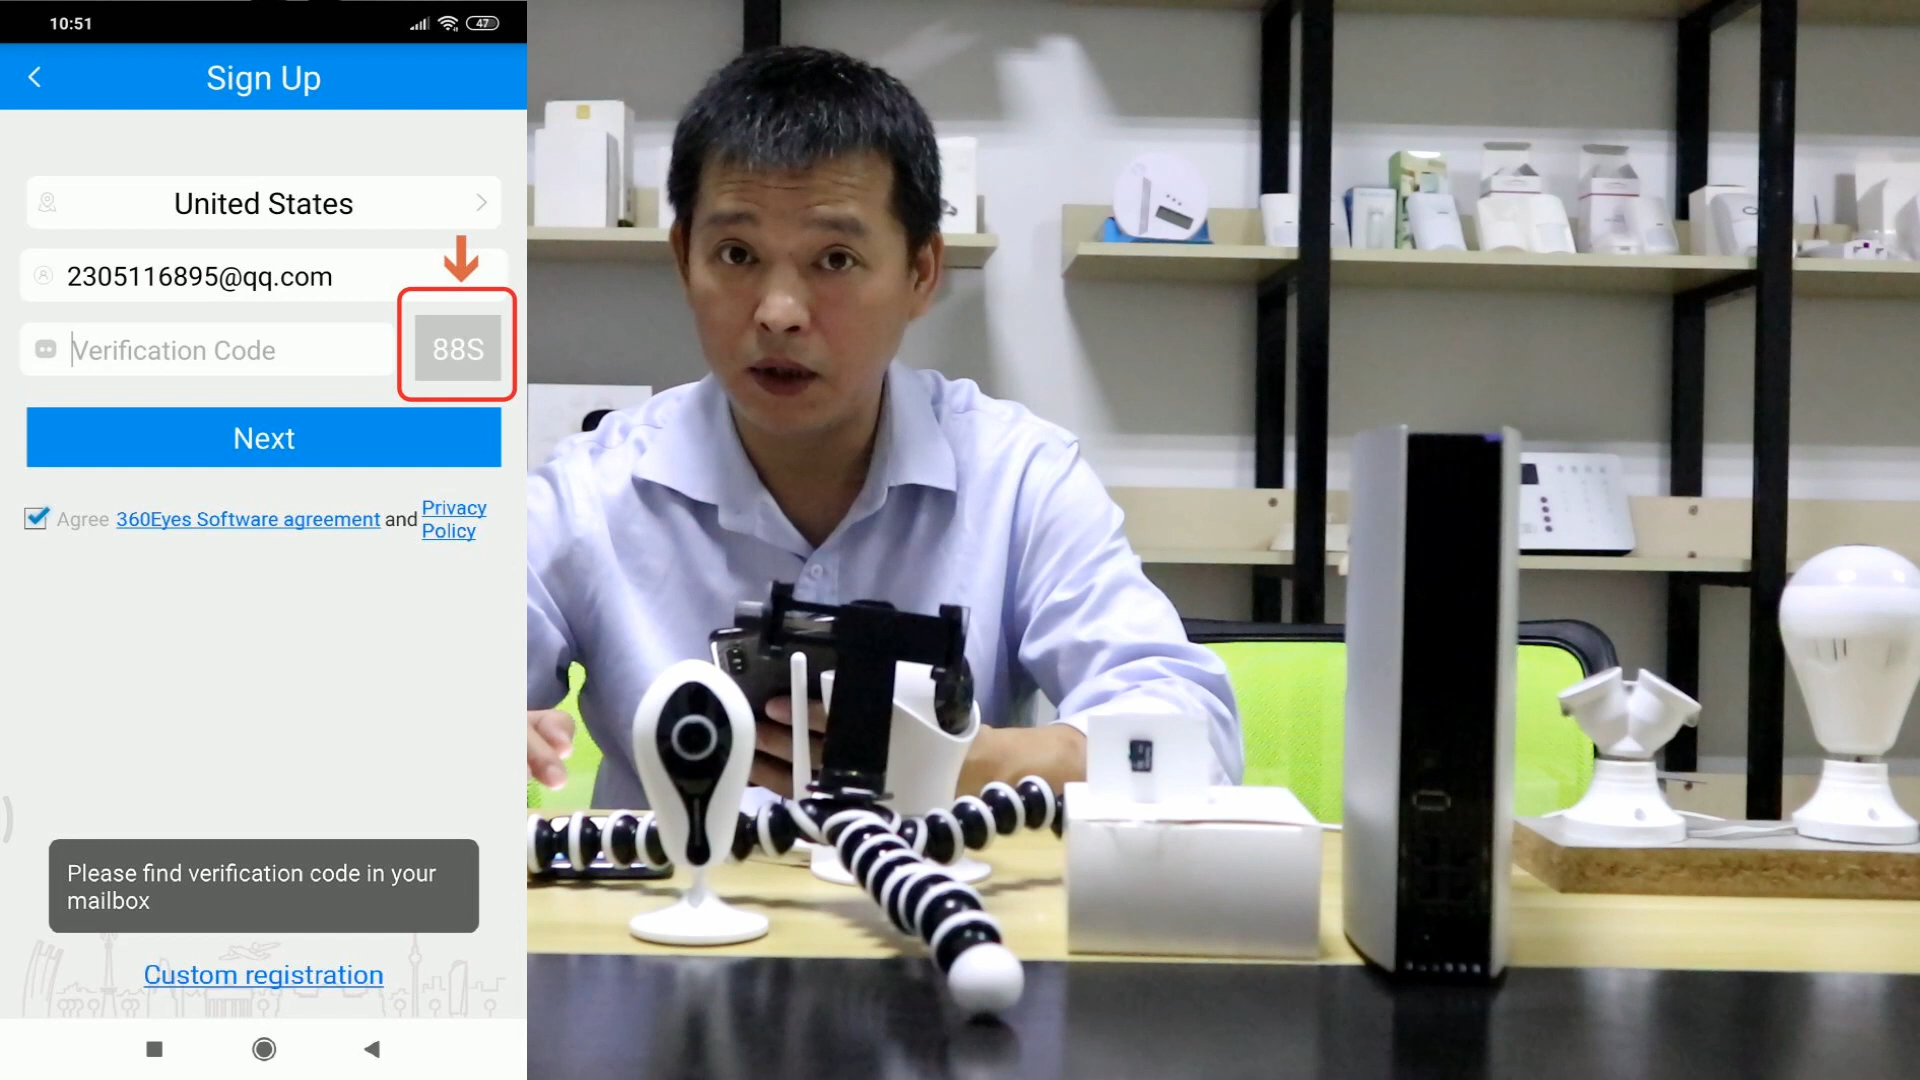 10:51
47
Sign Up
United States
2305116895@qq.com
Verification Code
88S
Next
Agree 360Eyes Software agreement and Privacy Policy
Please find verification code in your
mailbox
Custom registration